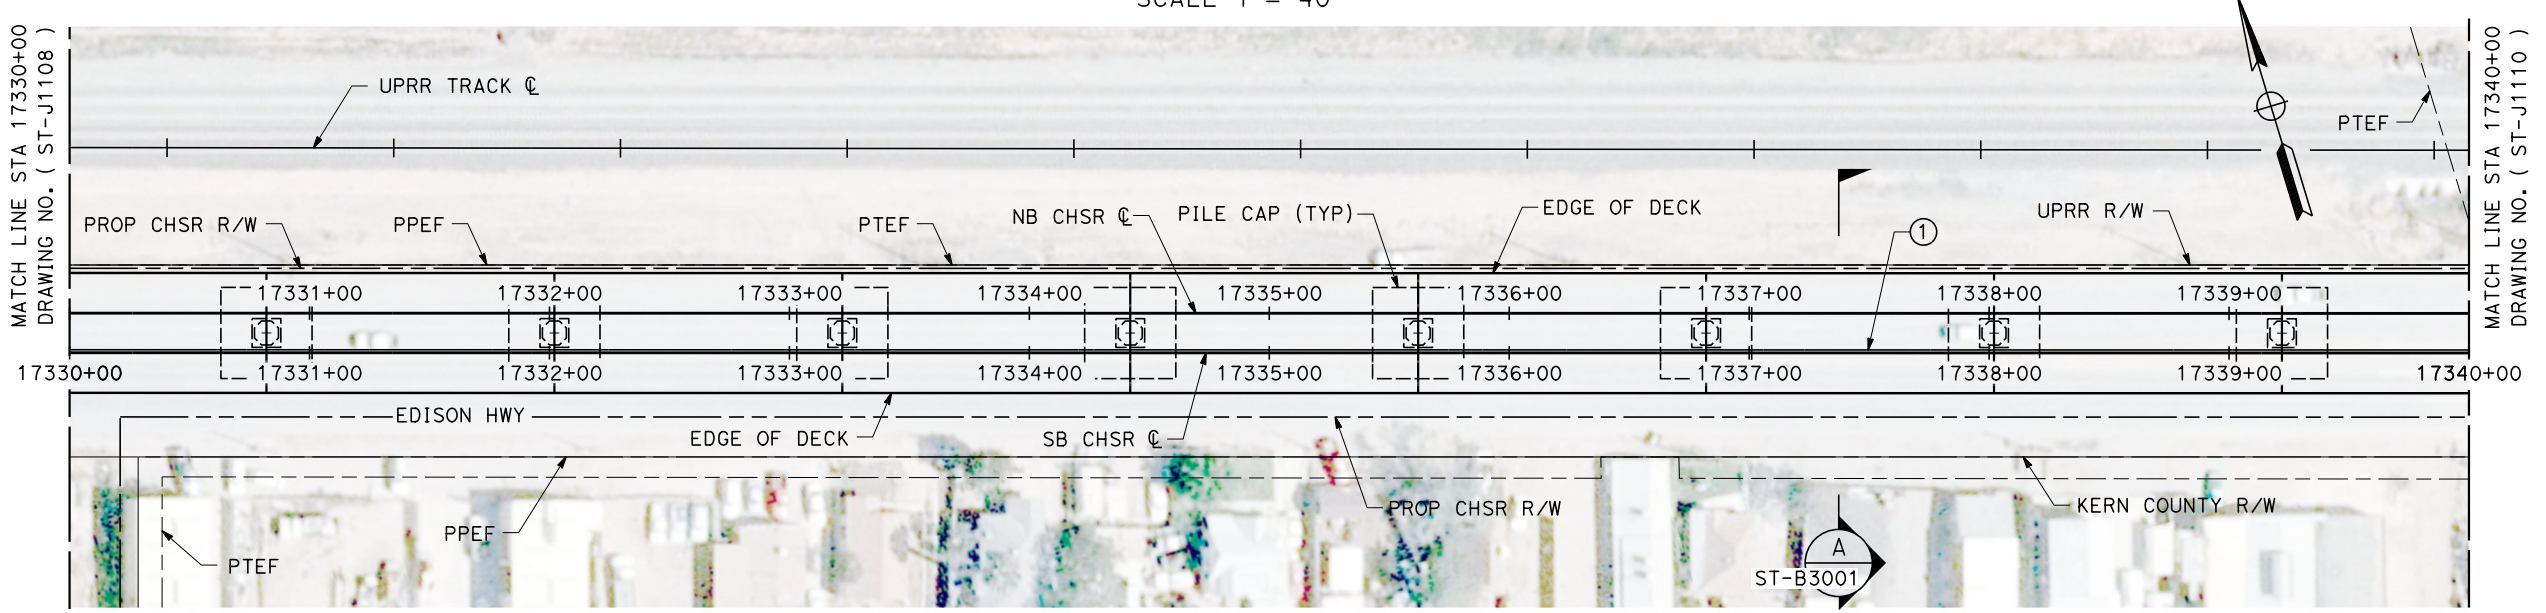 SCALE 1" = 40'
MATCH LINE STA 17330+00
DRAWING NO. ( ST-J1108 )
UPRR TRACK ℄
PTEF
MATCH LINE STA 17340+00
DRAWING NO. ( ST-J1110 )
PROP CHSR R/W
PPEF
PTEF
NB CHSR ℄
PILE CAP (TYP)
EDGE OF DECK
1
UPRR R/W
17331+00 17332+00 17333+00 17334+00 17335+00 17336+00 17337+00 17338+00 17339+00
17330+00 17331+00 17332+00 17333+00 17334+00 17335+00 17336+00 17337+00 17338+00 17339+00 17340+00
EDISON HWY
EDGE OF DECK
SB CHSR ℄
PPEF
PTEF
PROP CHSR R/W
KERN COUNTY R/W
A
ST-B3001